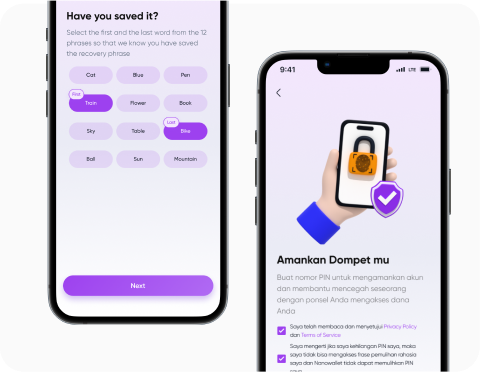 Have you saved it?
Select the first and the last word from the 12
phrases so that we know you have saved
the recovery phrase
Cat Blue Pen
First
Train Flower Book
Last
Sky Table Bike
Ball Sun Mountain
Next
9:41 LTE
Amankan Dompet mu
Buat nomor PIN untuk mengamankan akun
dan membantu mencegah seseorang
dengan ponsel Anda mengakses dana
Anda
Saya telah membaca dan menyetujui Privacy Policy
dan Terms of Service
Saya mengerti jika saya kehilangan PIN saya, maka
saya tidak bisa mengakses frase pemulihan rahasia
saya dan Nanowallet tidak dapat memulihkan PIN